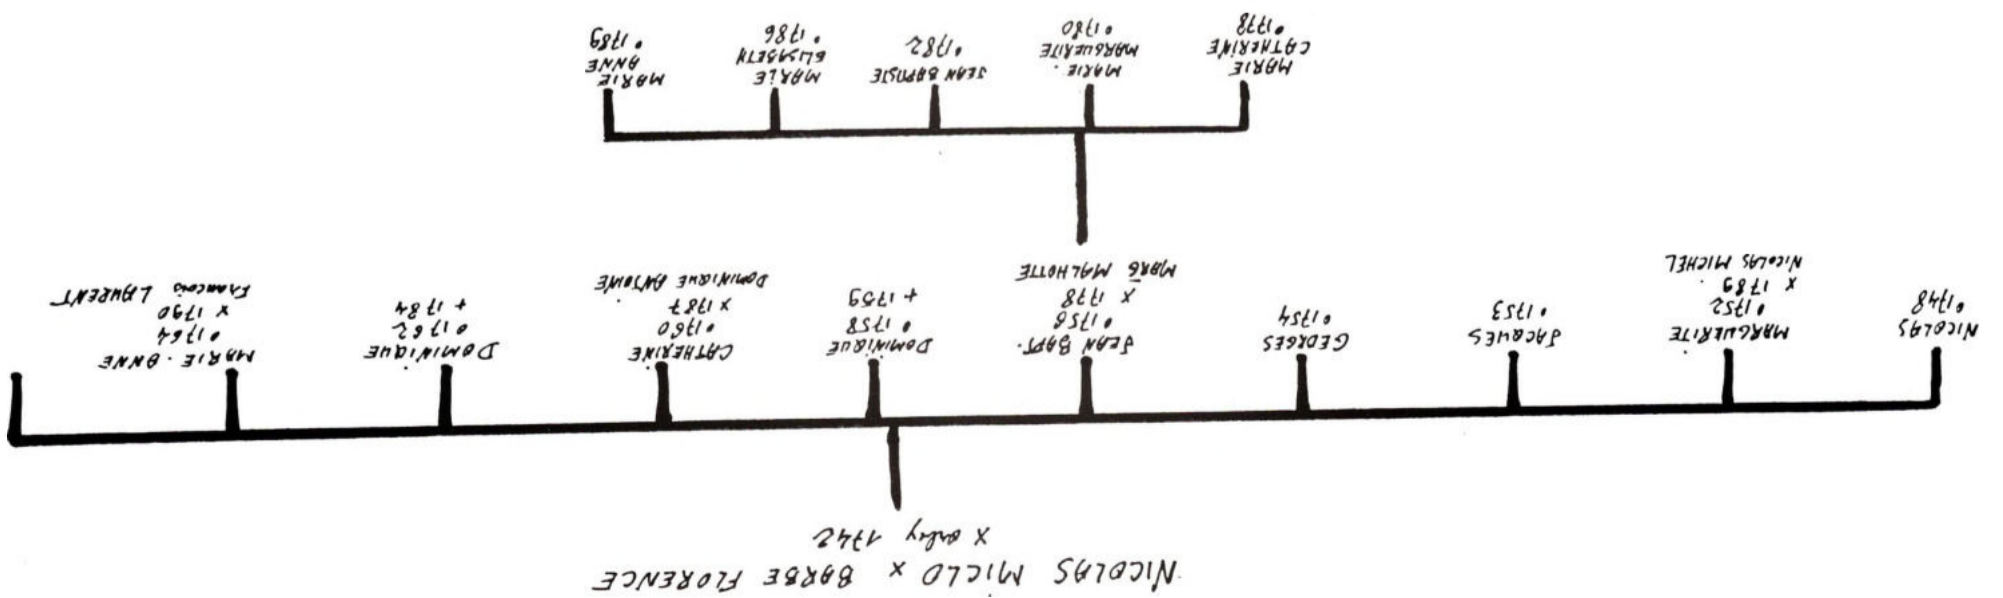 NICOLAS MICLO x BARBE FLORENCE
x orbey 1742
NICOLAS
°1748
MARGUERITE
°1752
x 1789
NICOLAS MICHEL
JACQUES
°1753
GEORGES
°1754
JEAN BAPT.
°1756
x 1778
MARG MALHOTTE
DOMINIQUE
°1758
+ 1759
CATHERINE
°1760
x 1787
DOMINIQUE ANTOINE
DOMINIQUE
°1762
+ 1784
MARIE.ANNE
°1764
x 1790
FRANCOIS LAURENT
MARIE
CATHERINE
°1778
MARIE
MARGUERITE
°1780
JEAN BAPTISTE
°1782
MARIE
ELISABETH
°1786
MARIE
ANNE
°1789